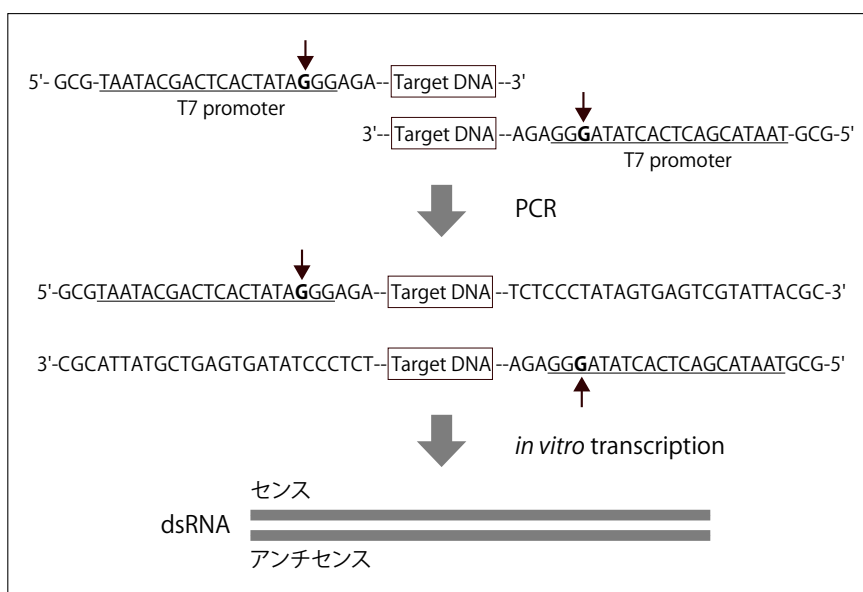 5'- GCG-TAATACGACTCACTATAGGGAGA--Target DNA--3'
T7 promoter
3'--Target DNA--AGAGGGATATCACTCAGCATAAT-GCG-5'
T7 promoter
PCR
5'-GCGTAATACGACTCACTATAGGGAGA--Target DNA--TCTCCCTATAGTGAGTCGTATTACGC-3'
3'-CGCATTATGCTGAGTGATATCCCTCT--Target DNA--AGAGGGATATCACTCAGCATAATGCG-5'
in vitro transcription
センス
dsRNA
アンチセンス